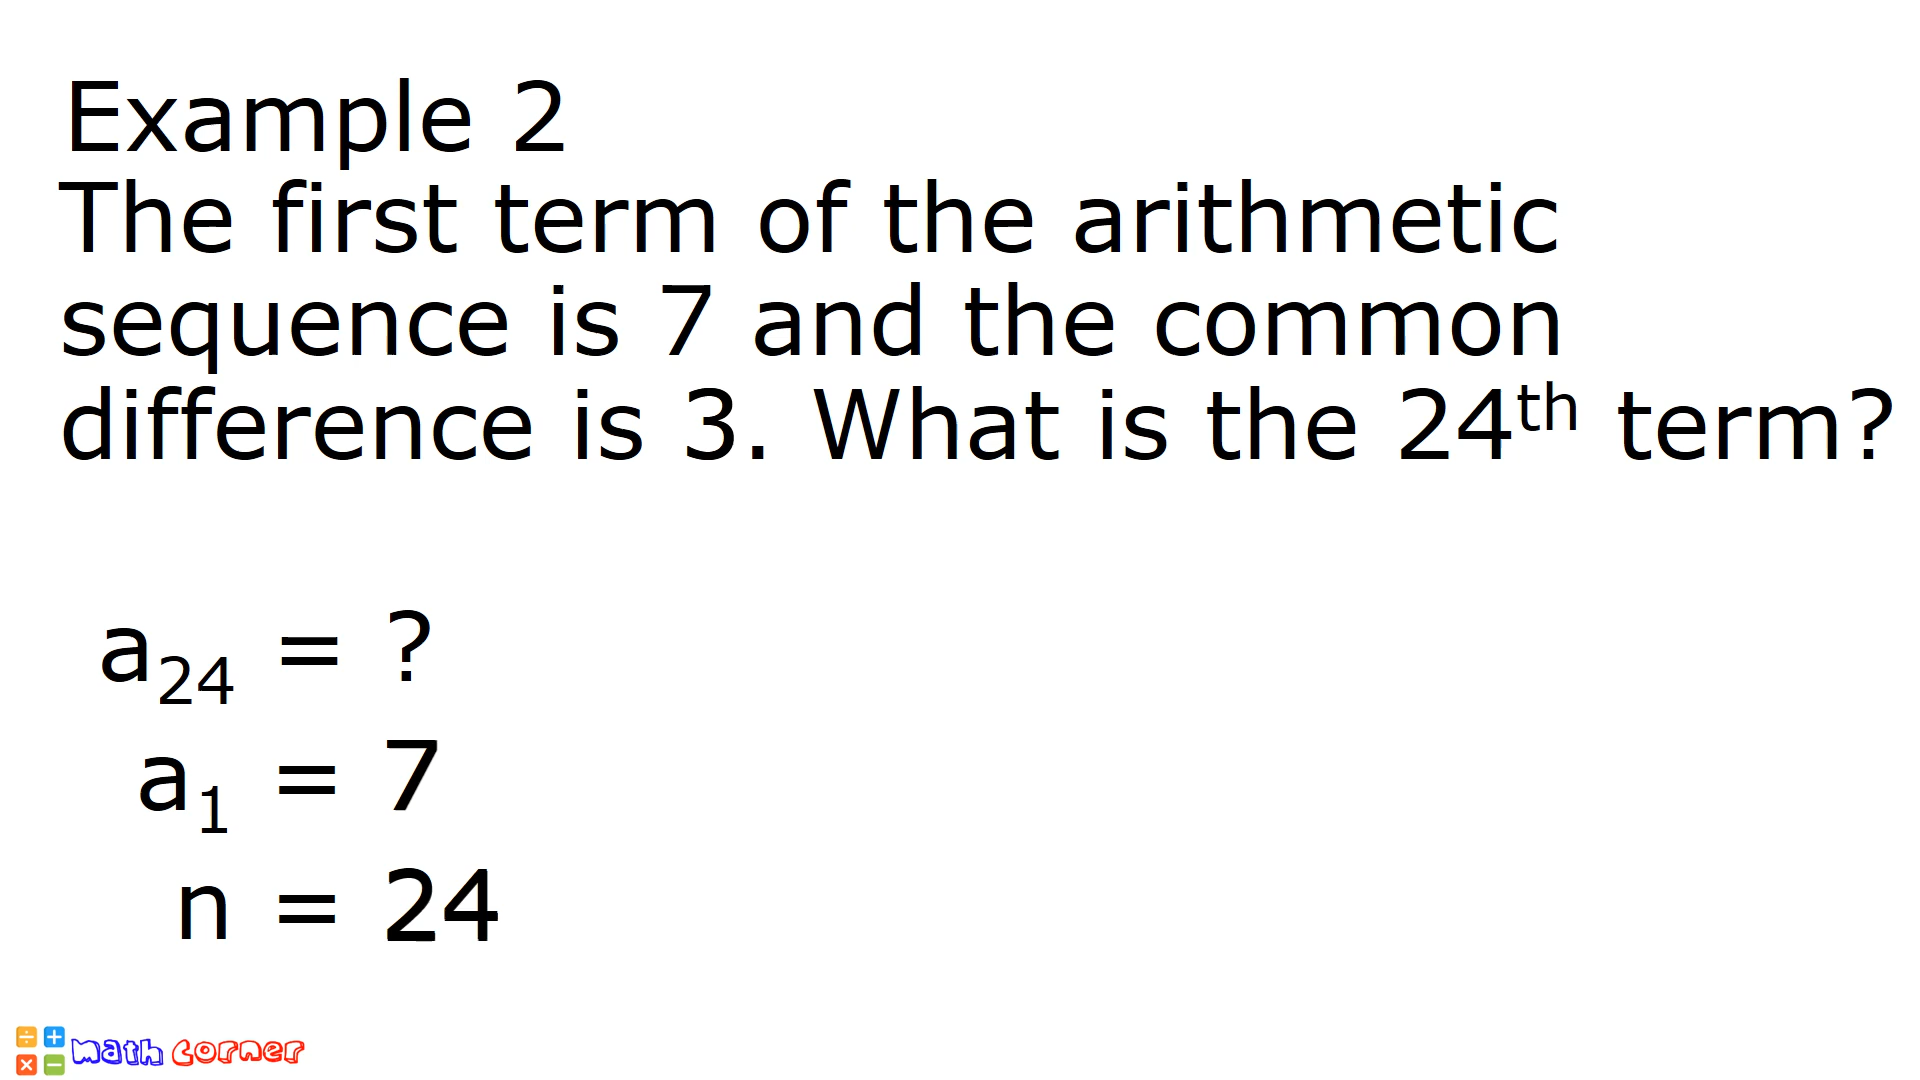 Example 2
The first term of the arithmetic
sequence is 7 and the common
difference is 3. What is the 24th term?
a24 = ?
a1 = 7
n = 24
÷ +
× −
math corner